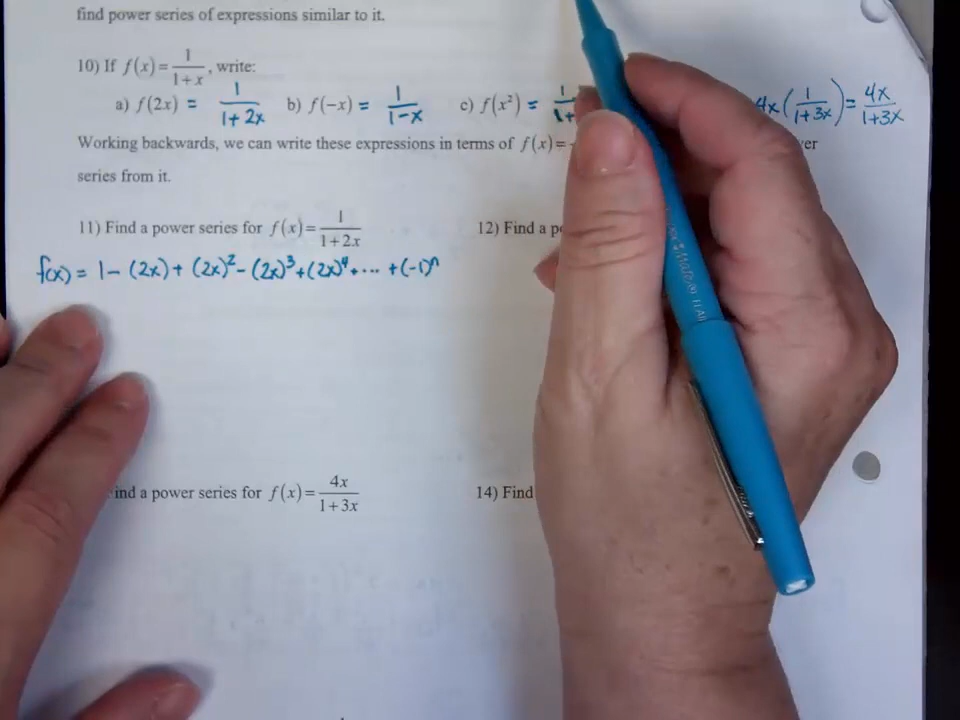 find power series of expressions similar to it.
10) If f(x) = 1/(1+x), write:
a) f(2x) = 1/(1+2x) b) f(−x) = 1/(1−x) c) f(x²) = 4x(1/(1+3x)) = 4x/(1+3x)
Working backwards, we can write these expressions in terms of f(x) =
series from it.
11) Find a power series for f(x) = 1/(1+2x) 12) Find a
f(x) = 1 − (2x) + (2x)² − (2x)³ + (2x)⁴ + ··· + (−1)ⁿ
ind a power series for f(x) = 4x/(1+3x) 14) Find